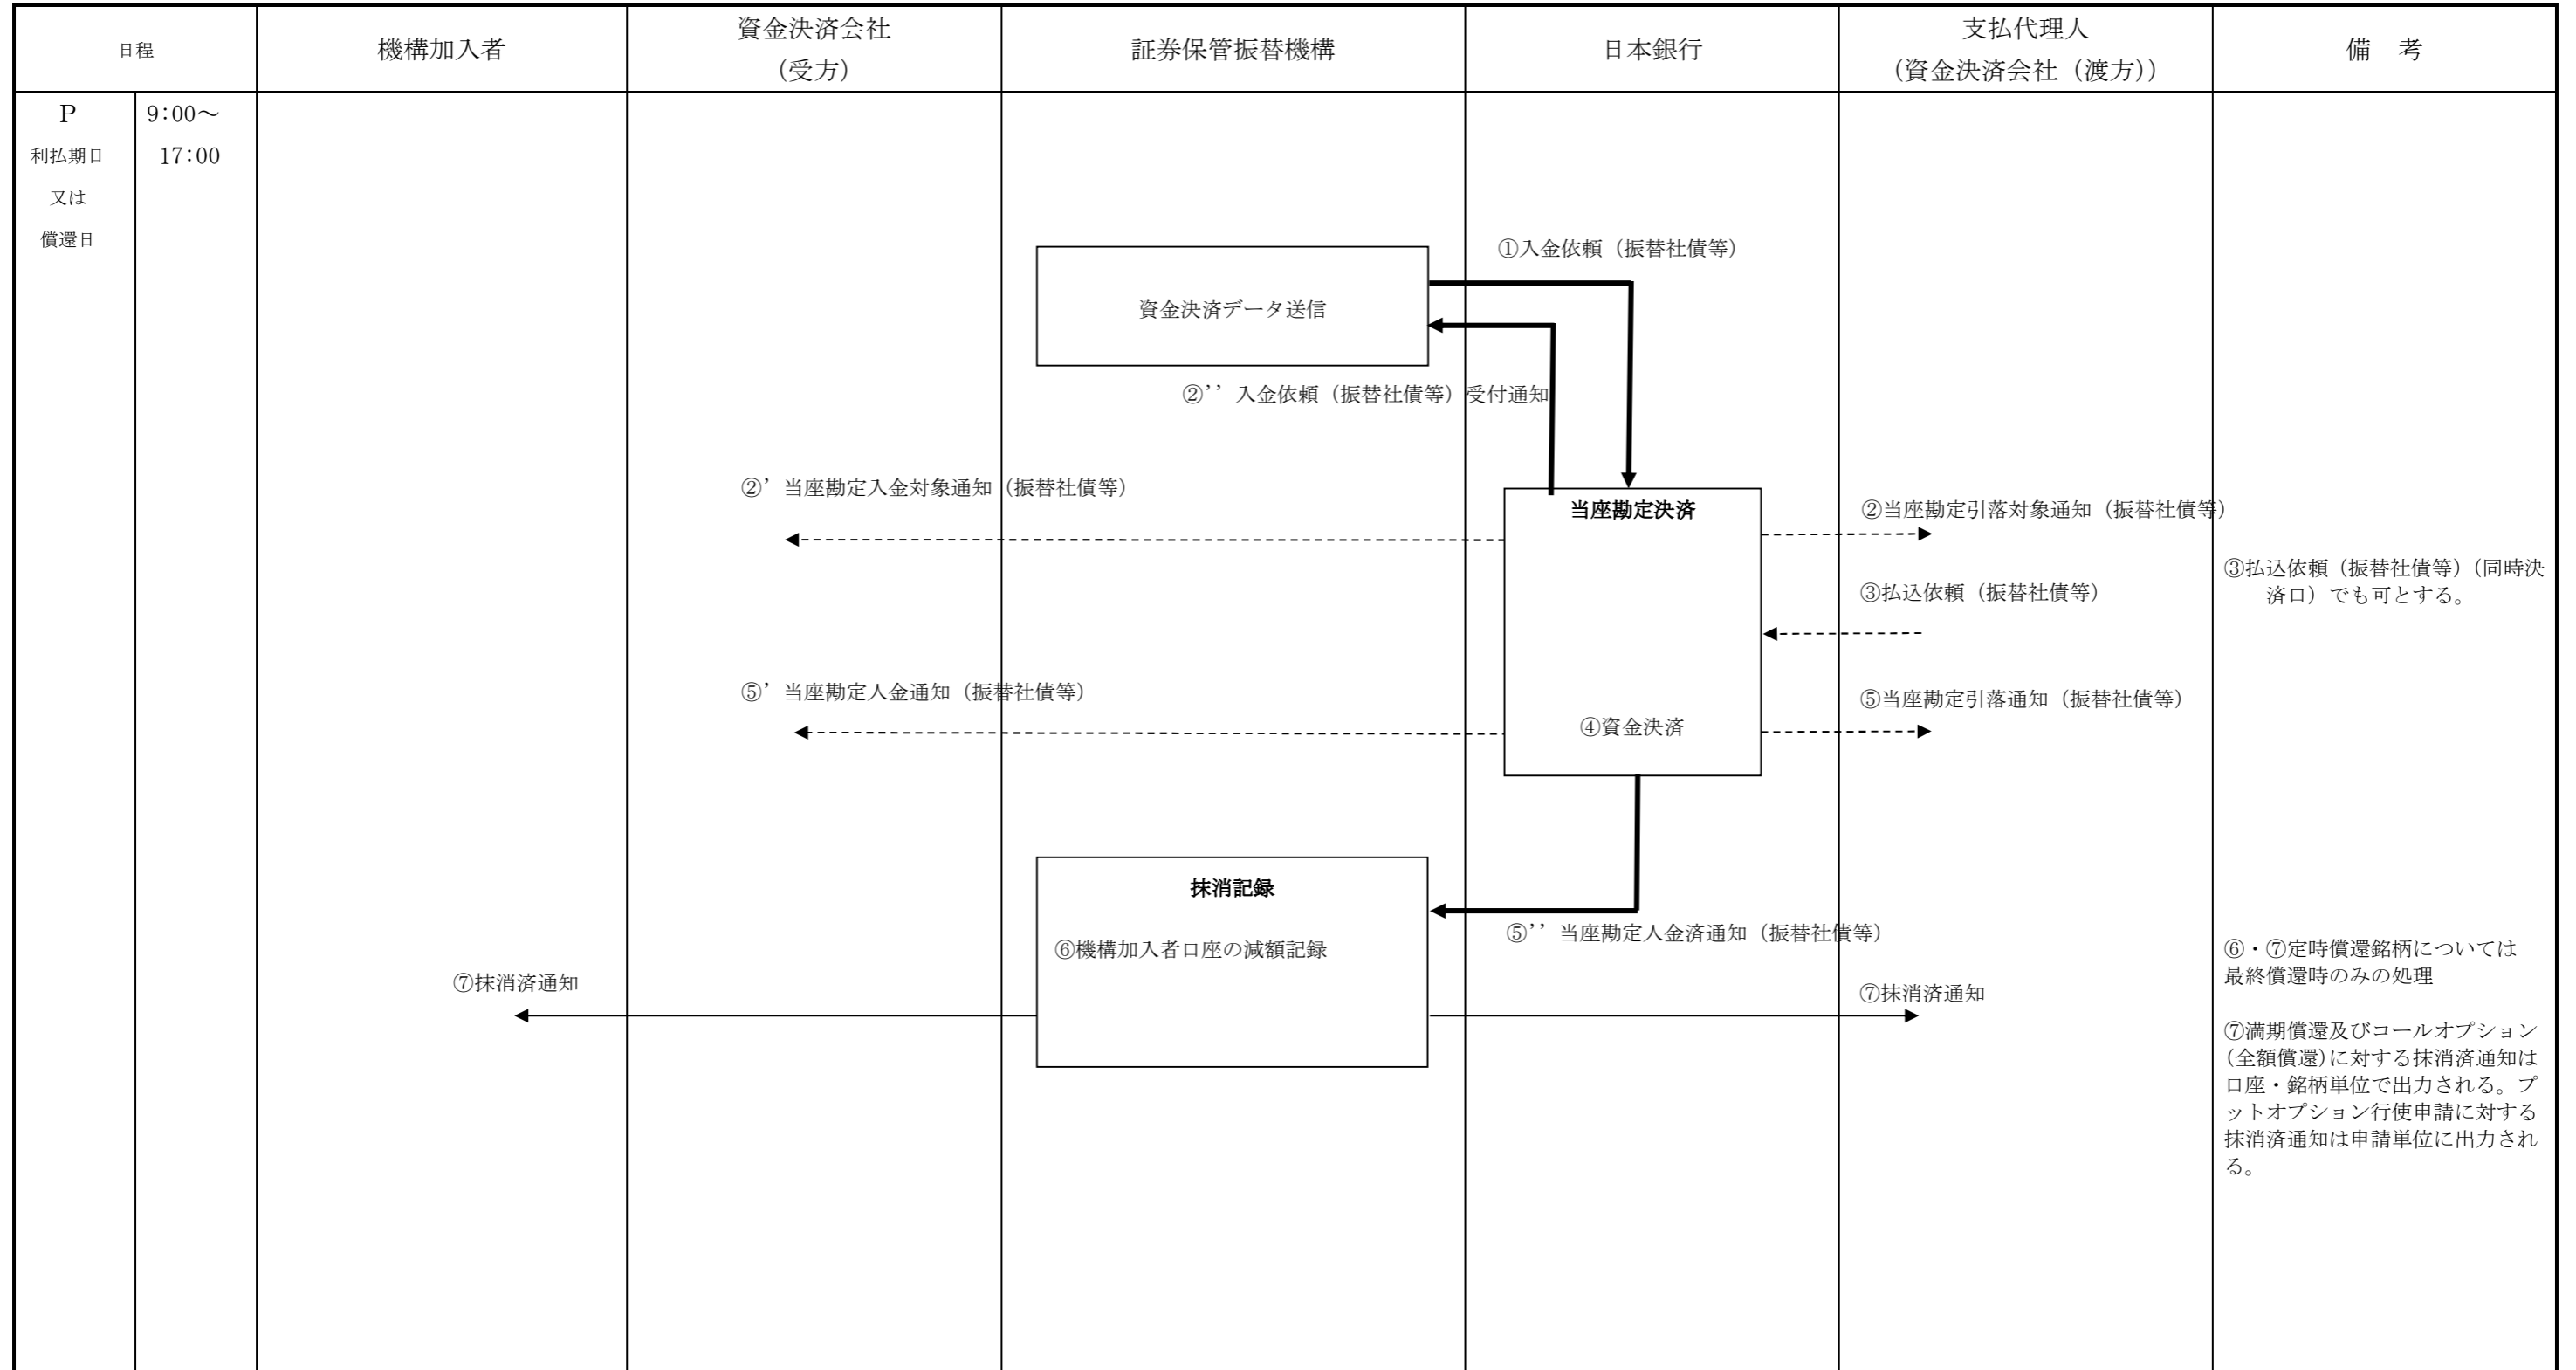 日程
機構加入者
資金決済会社
（受方）
証券保管振替機構
日本銀行
支払代理人
（資金決済会社（渡方））
備　考
Ｐ
利払期日
又は
償還日
9:00～
17:00
①入金依頼（振替社債等）
資金決済データ送信
②’’ 入金依頼（振替社債等）受付通知
②’ 当座勘定入金対象通知（振替社債等）
当座勘定決済
②当座勘定引落対象通知（振替社債等）
③払込依頼（振替社債等）
③払込依頼（振替社債等）（同時決
済口）でも可とする。
⑤’ 当座勘定入金通知（振替社債等）
④資金決済
⑤当座勘定引落通知（振替社債等）
抹消記録
⑥機構加入者口座の減額記録
⑤’’ 当座勘定入金済通知（振替社債等）
⑦抹消済通知
⑦抹消済通知
⑥・⑦定時償還銘柄については
最終償還時のみの処理
⑦満期償還及びコールオプション
(全額償還)に対する抹消済通知は
口座・銘柄単位で出力される。プ
ットオプション行使申請に対する
抹消済通知は申請単位に出力され
る。